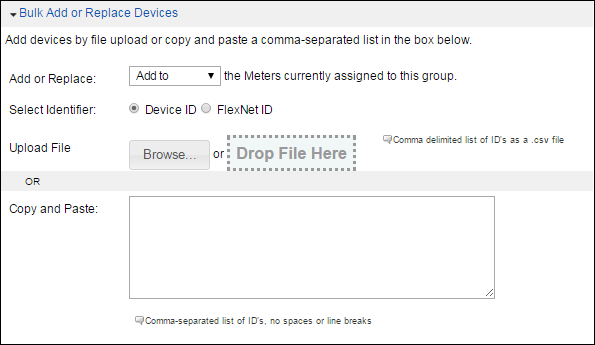 Bulk Add or Replace Devices
Add devices by file upload or copy and paste a comma-separated list in the box below.
Add or Replace: Add to the Meters currently assigned to this group.
Select Identifier: Device ID FlexNet ID
Upload File Browse... or Drop File Here Comma delimited list of ID's as a .csv file
OR
Copy and Paste:
Comma-separated list of ID's, no spaces or line breaks